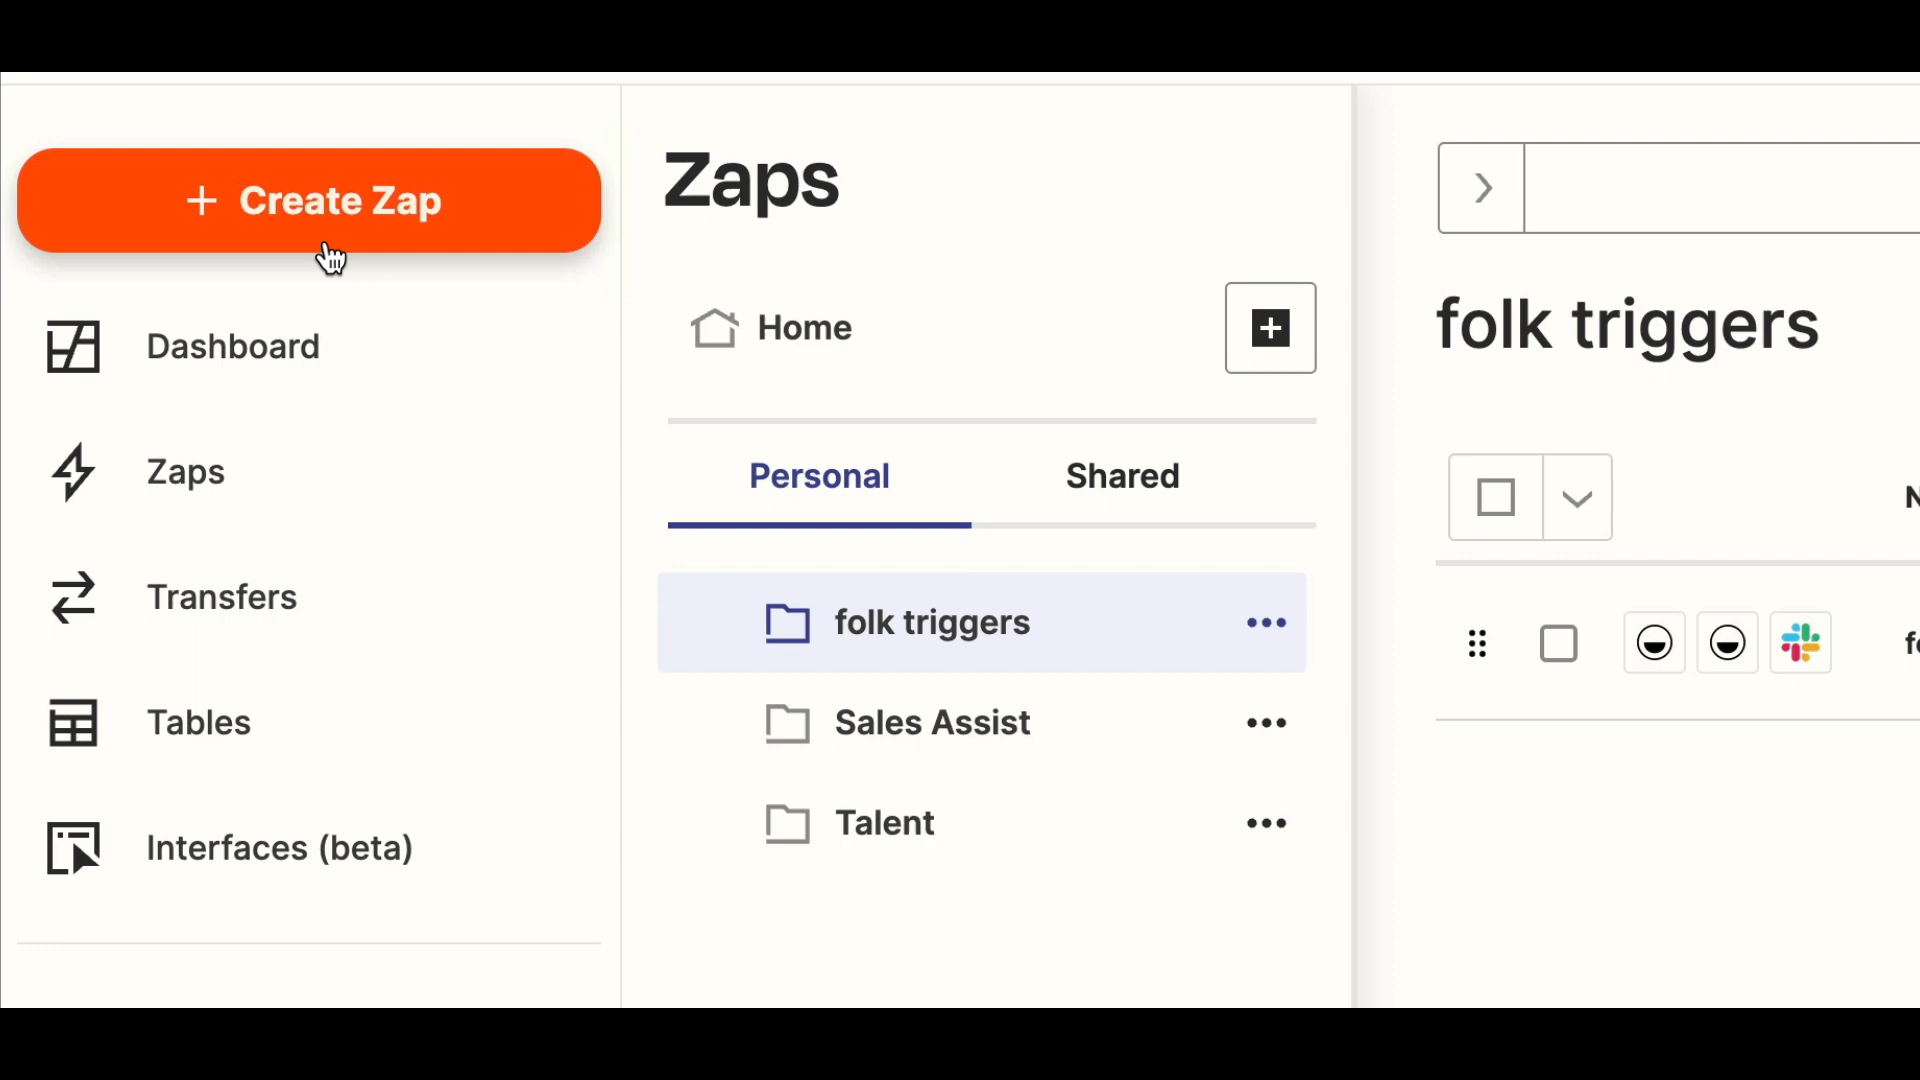 + Create Zap
Dashboard
Zaps
Transfers
Tables
Interfaces (beta)
Zaps
Home
Personal
Shared
folk triggers
Sales Assist
Talent
folk triggers